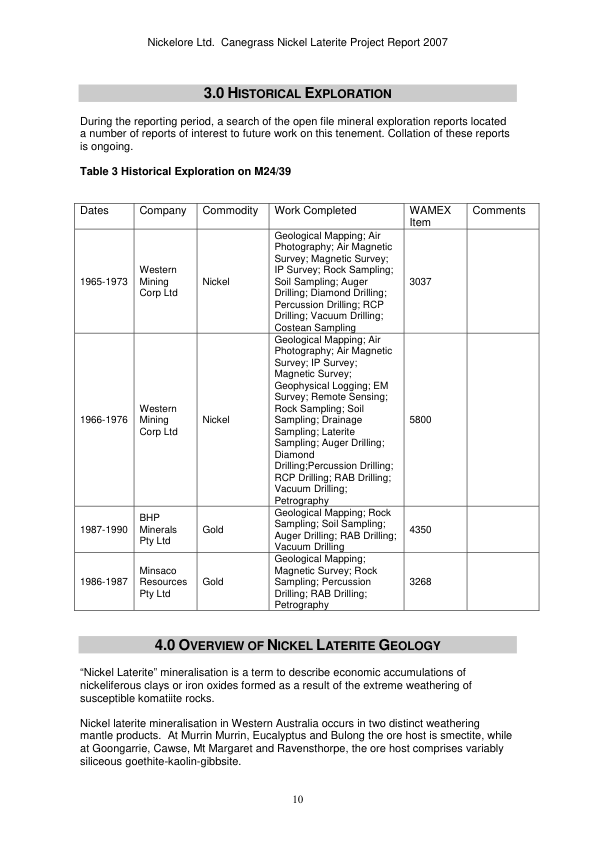 Nickelore Ltd.  Canegrass Nickel Laterite Project Report 2007
3.0 HISTORICAL EXPLORATION
During the reporting period, a search of the open file mineral exploration reports located
a number of reports of interest to future work on this tenement. Collation of these reports
is ongoing.
Table 3 Historical Exploration on M24/39
Dates Company Commodity Work Completed WAMEX Item Comments
1965-1973
Western
Mining
Corp Ltd
Nickel
Geological Mapping; Air
Photography; Air Magnetic
Survey; Magnetic Survey;
IP Survey; Rock Sampling;
Soil Sampling; Auger
Drilling; Diamond Drilling;
Percussion Drilling; RCP
Drilling; Vacuum Drilling;
Costean Sampling
3037
1966-1976
Western
Mining
Corp Ltd
Nickel
Geological Mapping; Air
Photography; Air Magnetic
Survey; IP Survey;
Magnetic Survey;
Geophysical Logging; EM
Survey; Remote Sensing;
Rock Sampling; Soil
Sampling; Drainage
Sampling; Laterite
Sampling; Auger Drilling;
Diamond
Drilling;Percussion Drilling;
RCP Drilling; RAB Drilling;
Vacuum Drilling;
Petrography
5800
1987-1990
BHP
Minerals
Pty Ltd
Gold
Geological Mapping; Rock
Sampling; Soil Sampling;
Auger Drilling; RAB Drilling;
Vacuum Drilling
4350
1986-1987
Minsaco
Resources
Pty Ltd
Gold
Geological Mapping;
Magnetic Survey; Rock
Sampling; Percussion
Drilling; RAB Drilling;
Petrography
3268
4.0 OVERVIEW OF NICKEL LATERITE GEOLOGY
“Nickel Laterite” mineralisation is a term to describe economic accumulations of
nickeliferous clays or iron oxides formed as a result of the extreme weathering of
susceptible komatiite rocks.
Nickel laterite mineralisation in Western Australia occurs in two distinct weathering
mantle products.  At Murrin Murrin, Eucalyptus and Bulong the ore host is smectite, while
at Goongarrie, Cawse, Mt Margaret and Ravensthorpe, the ore host comprises variably
siliceous goethite-kaolin-gibbsite.
10